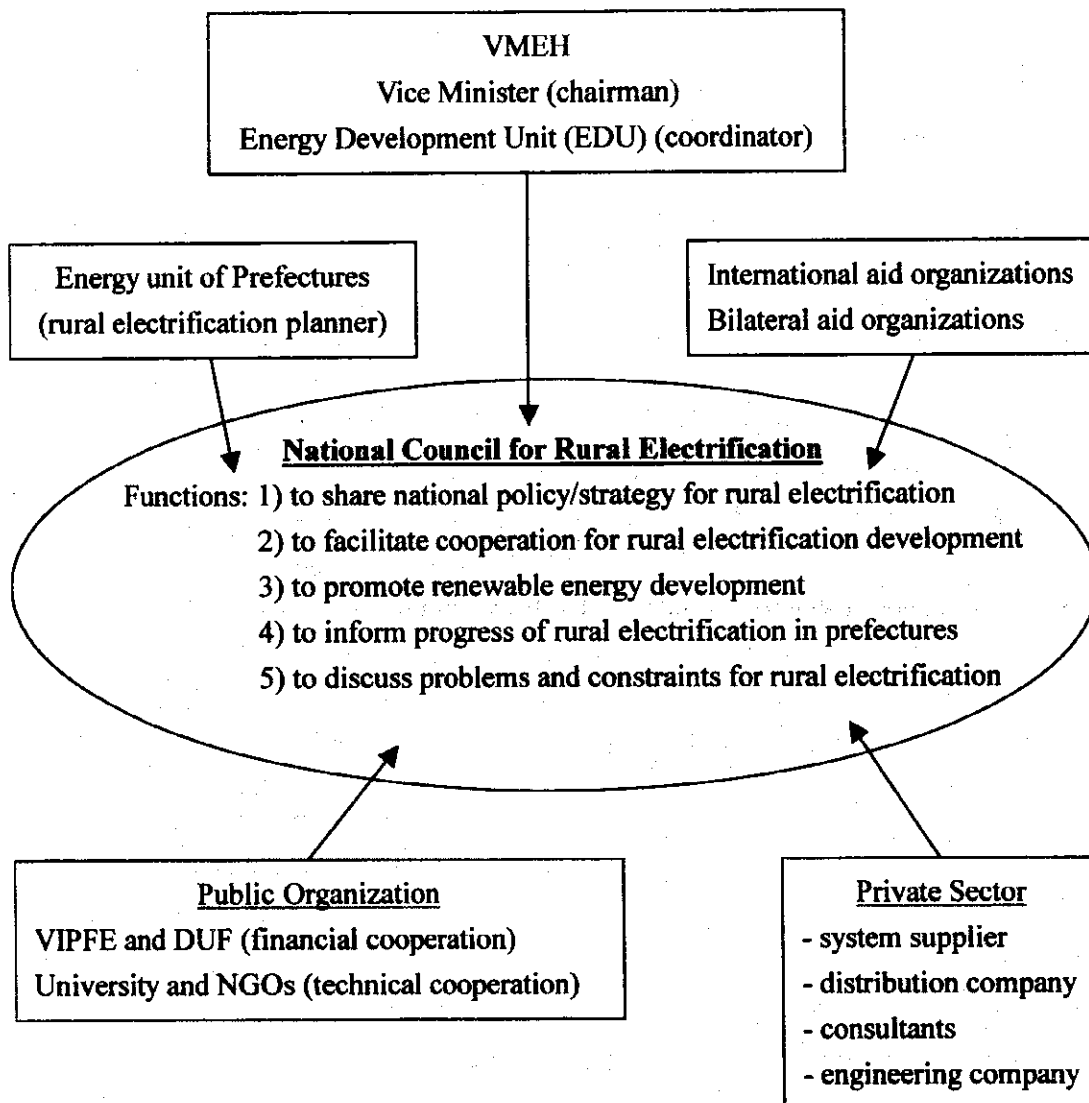 VMEH
Vice Minister (chairman)
Energy Development Unit (EDU) (coordinator)
Energy unit of Prefectures
(rural electrification planner)
International aid organizations
Bilateral aid organizations
National Council for Rural Electrification
Functions: 1) to share national policy/strategy for rural electrification
2) to facilitate cooperation for rural electrification development
3) to promote renewable energy development
4) to inform progress of rural electrification in prefectures
5) to discuss problems and constraints for rural electrification
Public Organization
VIPFE and DUF (financial cooperation)
University and NGOs (technical cooperation)
Private Sector
- system supplier
- distribution company
- consultants
- engineering company